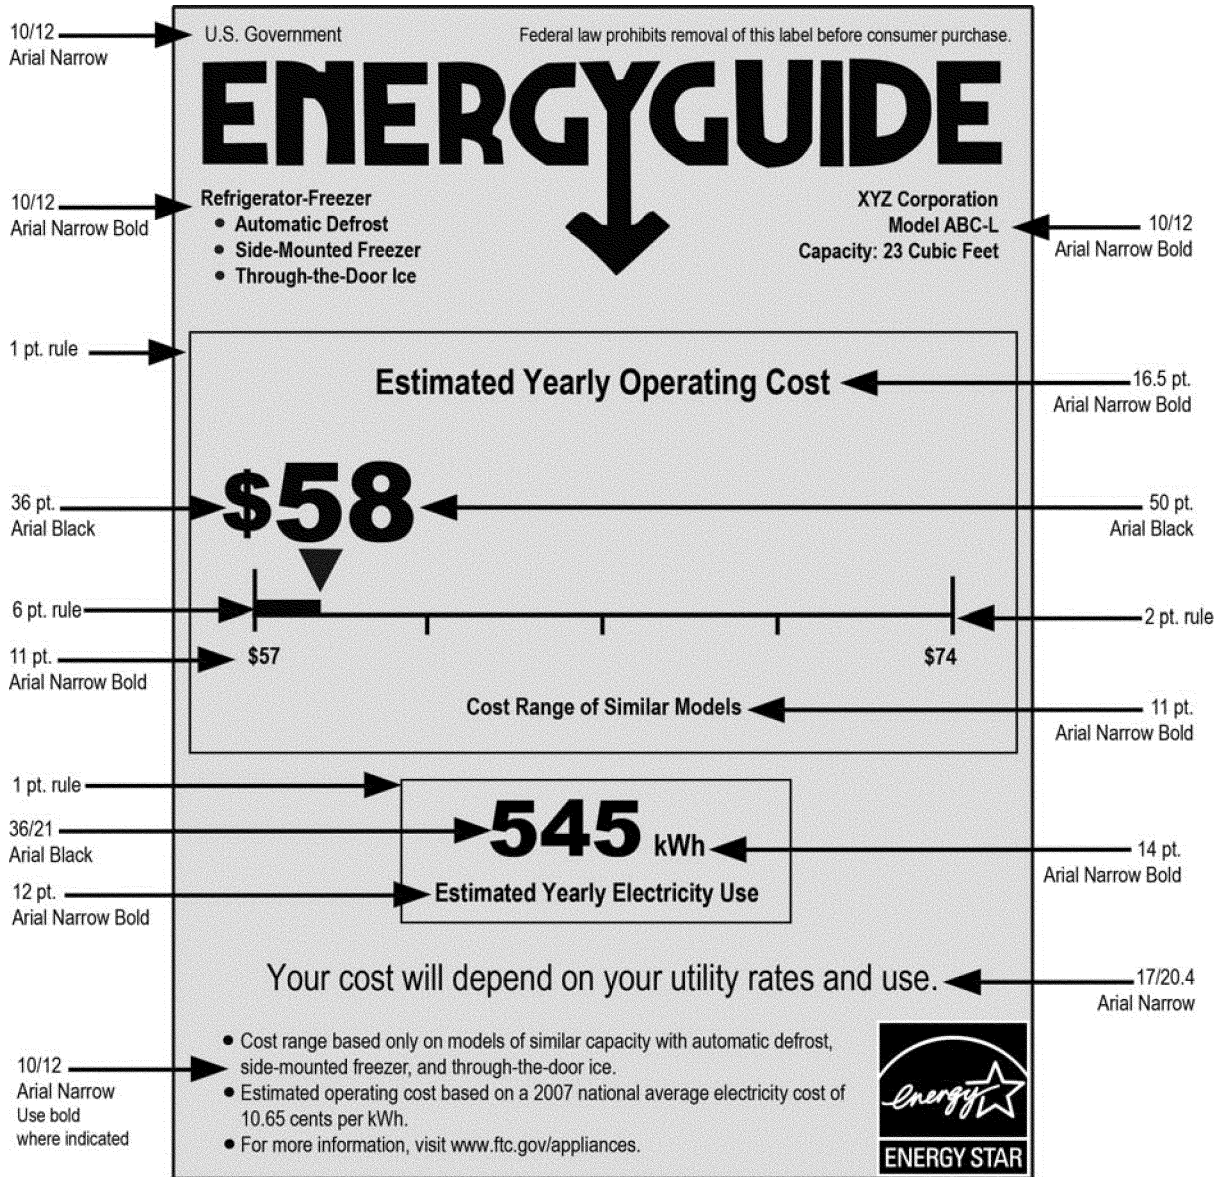 10/12
Arial Narrow
U.S. Government
Federal law prohibits removal of this label before consumer purchase.
ENERGYGUIDE
10/12
Arial Narrow Bold
Refrigerator-Freezer
• Automatic Defrost
• Side-Mounted Freezer
• Through-the-Door Ice
XYZ Corporation
Model ABC-L
Capacity: 23 Cubic Feet
10/12
Arial Narrow Bold
1 pt. rule
Estimated Yearly Operating Cost
16.5 pt.
Arial Narrow Bold
36 pt.
Arial Black
$58
50 pt.
Arial Black
6 pt. rule
2 pt. rule
11 pt.
Arial Narrow Bold
$57
$74
Cost Range of Similar Models
11 pt.
Arial Narrow Bold
1 pt. rule
36/21
Arial Black
545 kWh
14 pt.
Arial Narrow Bold
12 pt.
Arial Narrow Bold
Estimated Yearly Electricity Use
Your cost will depend on your utility rates and use.
17/20.4
Arial Narrow
10/12
Arial Narrow
Use bold
where indicated
• Cost range based only on models of similar capacity with automatic defrost,
side-mounted freezer, and through-the-door ice.
• Estimated operating cost based on a 2007 national average electricity cost of
10.65 cents per kWh.
• For more information, visit www.ftc.gov/appliances.
energy
ENERGY STAR